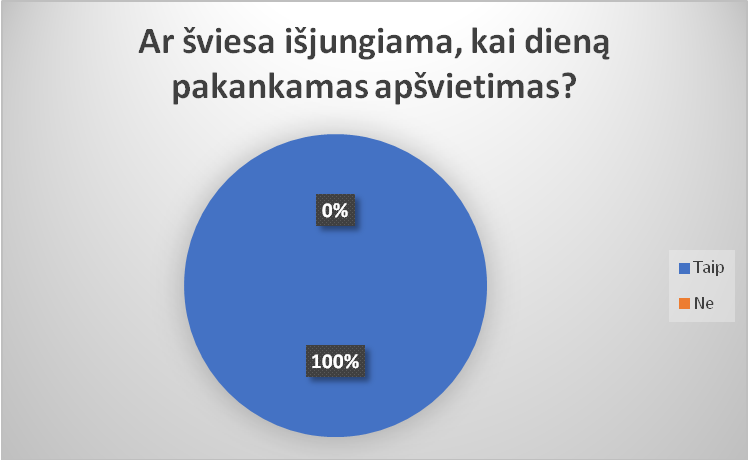 Ar šviesa išjungiama, kai dieną
pakankamas apšvietimas?
0%
100%
Taip
Ne